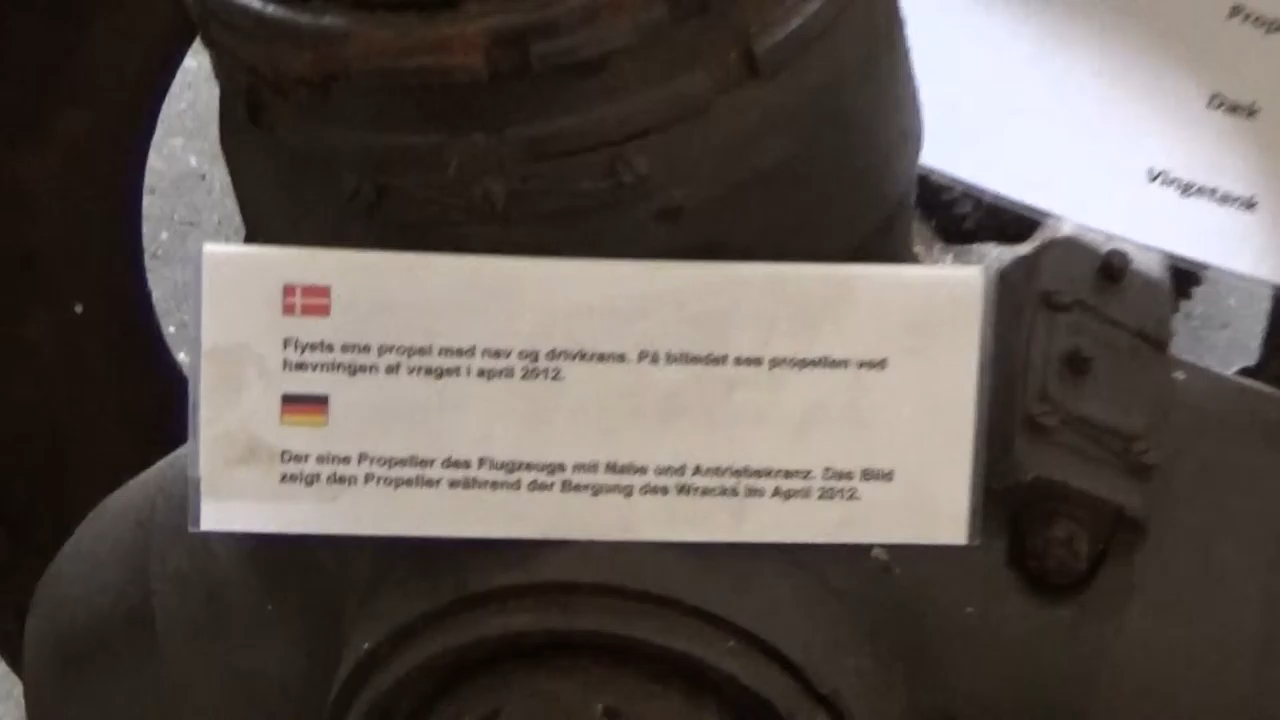 Prop
Dæk
Vingetank
Flyets ene propel med nav og drivkrans. På billedet ses propellen ved
hævningen af vraget i april 2012.
Der eine Propeller des Flugzeugs mit Nabe und Antriebskranz. Das Bild
zeigt den Propeller während der Bergung des Wracks im April 2012.